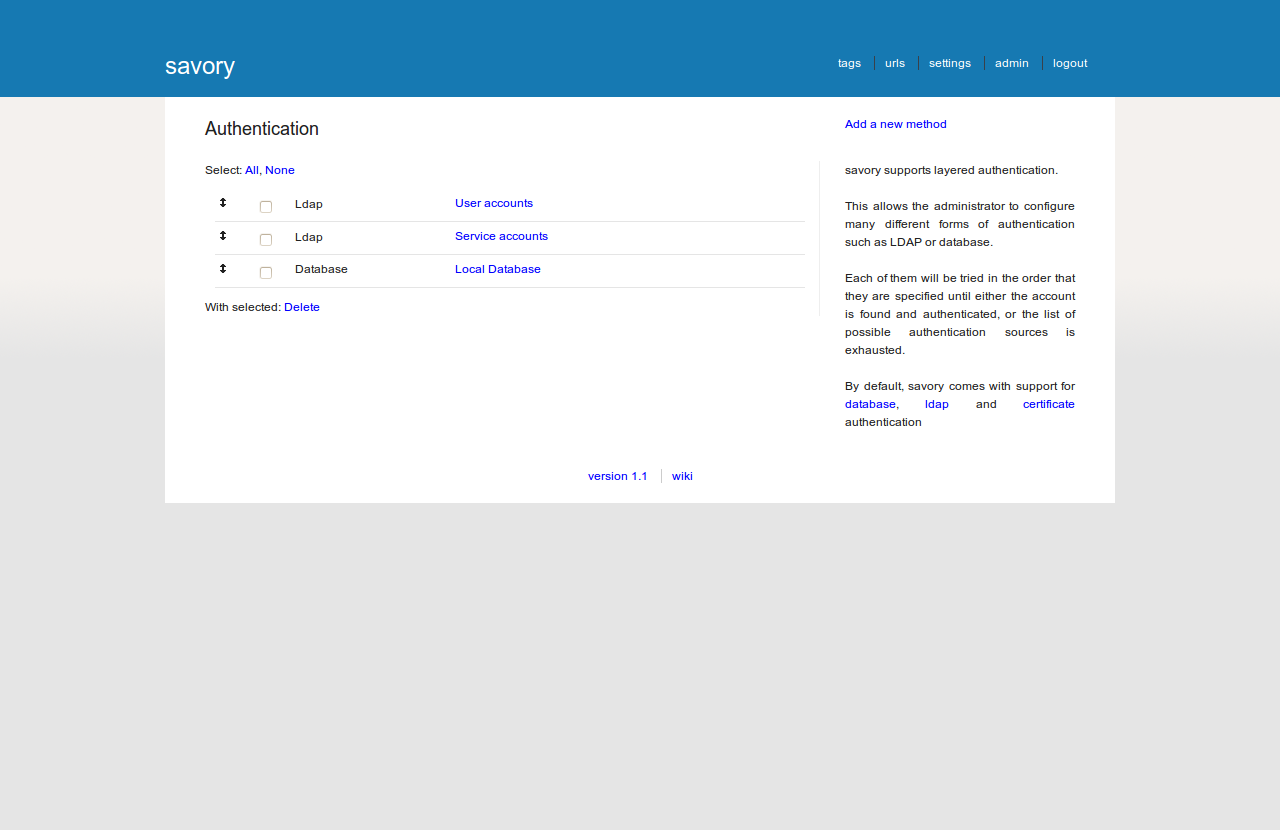 savory
tags urls settings admin logout
Authentication
Add a new method
Select: All, None
Ldap User accounts
Ldap Service accounts
Database Local Database
With selected: Delete
savory supports layered authentication.
This allows the administrator to configure
many different forms of authentication
such as LDAP or database.
Each of them will be tried in the order that
they are specified until either the account
is found and authenticated, or the list of
possible authentication sources is
exhausted.
By default, savory comes with support for
database, ldap and certificate
authentication
version 1.1 wiki